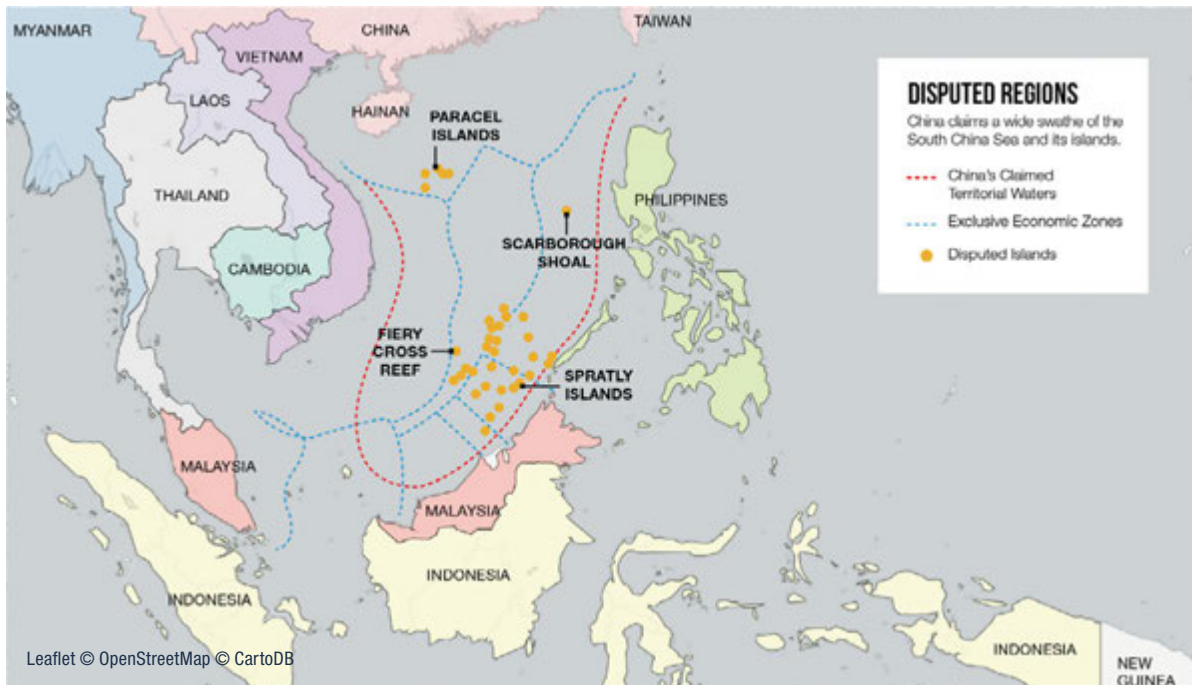 MYANMAR
CHINA
TAIWAN
VIETNAM
LAOS
HAINAN
PARACEL
ISLANDS
THAILAND
PHILIPPINES
SCARBOROUGH
SHOAL
CAMBODIA
FIERY
CROSS
REEF
SPRATLY
ISLANDS
MALAYSIA
MALAYSIA
INDONESIA
INDONESIA
INDONESIA
NEW
GUINEA
DISPUTED REGIONS
China claims a wide swathe of the
South China Sea and its islands.
China's Claimed
Territorial Waters
Exclusive Economic Zones
Disputed Islands
Leaflet © OpenStreetMap © CartoDB